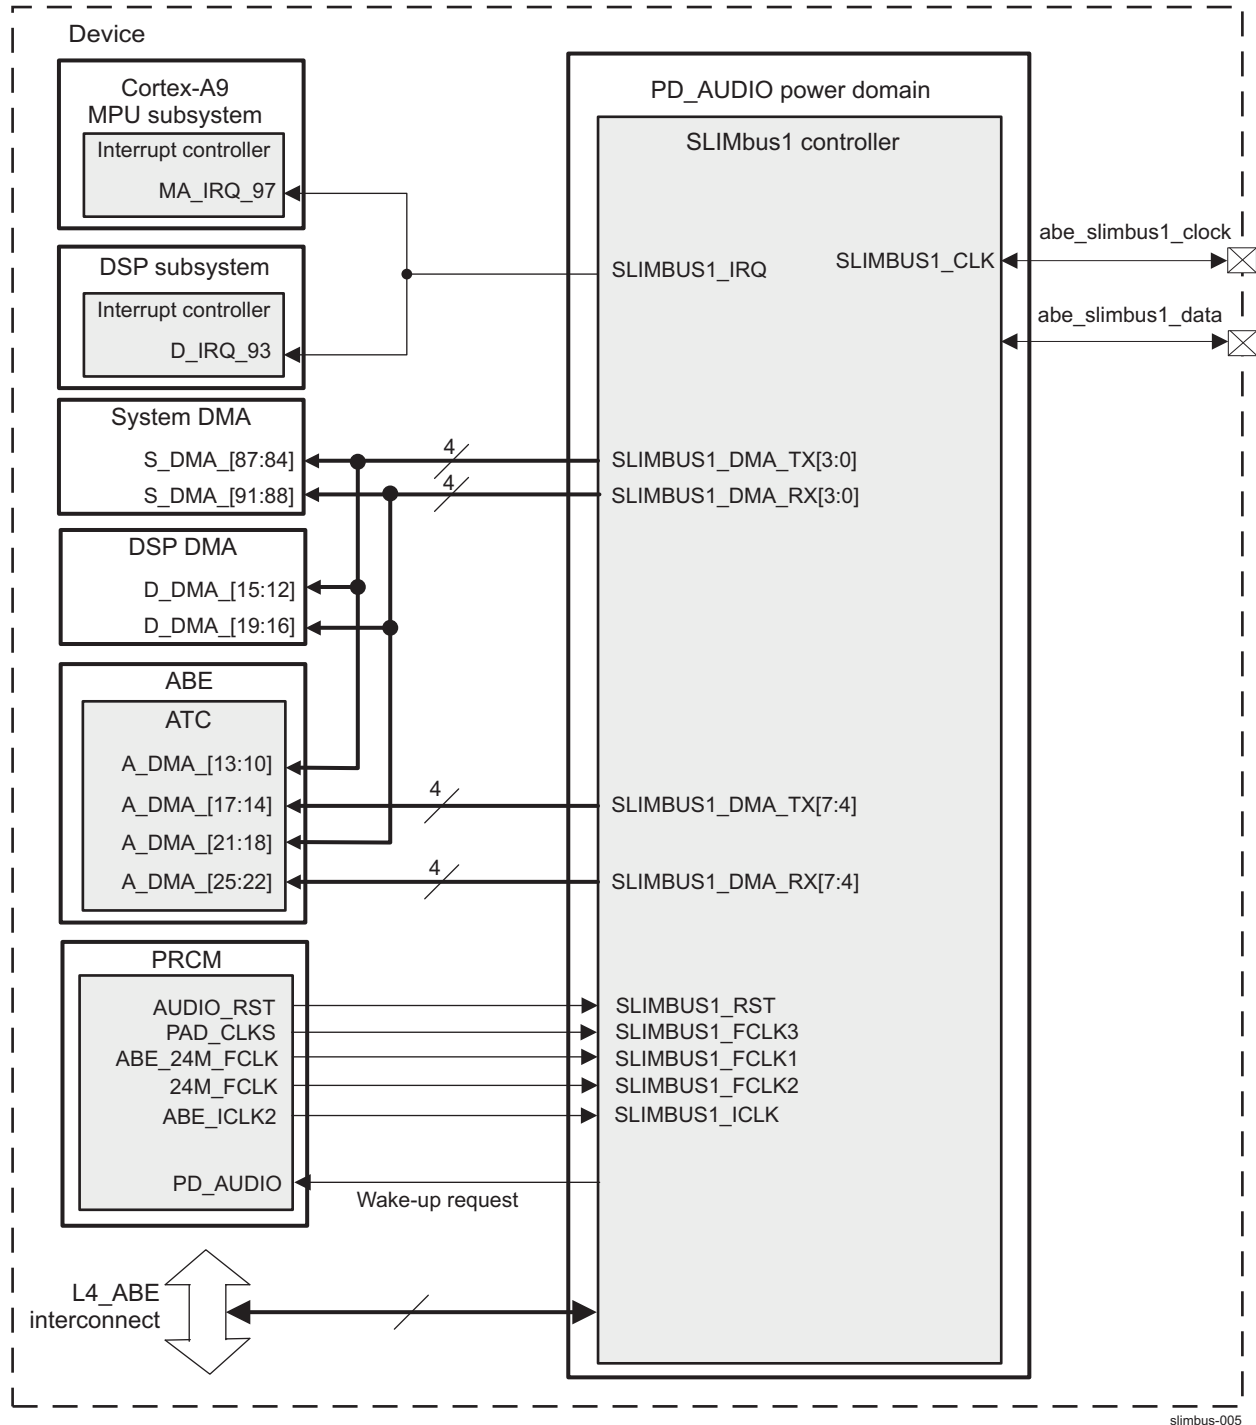 Device
Cortex-A9
MPU subsystem
Interrupt controller
MA_IRQ_97
DSP subsystem
Interrupt controller
D_IRQ_93
System DMA
S_DMA_[87:84]
S_DMA_[91:88]
DSP DMA
D_DMA_[15:12]
D_DMA_[19:16]
ABE
ATC
A_DMA_[13:10]
A_DMA_[17:14]
A_DMA_[21:18]
A_DMA_[25:22]
PRCM
AUDIO_RST
PAD_CLKS
ABE_24M_FCLK
24M_FCLK
ABE_ICLK2
PD_AUDIO
Wake-up request
L4_ABE
interconnect
4
4
4
4
PD_AUDIO power domain
SLIMbus1 controller
SLIMBUS1_IRQ
SLIMBUS1_CLK
abe_slimbus1_clock
abe_slimbus1_data
SLIMBUS1_DMA_TX[3:0]
SLIMBUS1_DMA_RX[3:0]
SLIMBUS1_DMA_TX[7:4]
SLIMBUS1_DMA_RX[7:4]
SLIMBUS1_RST
SLIMBUS1_FCLK3
SLIMBUS1_FCLK1
SLIMBUS1_FCLK2
SLIMBUS1_ICLK
slimbus-005